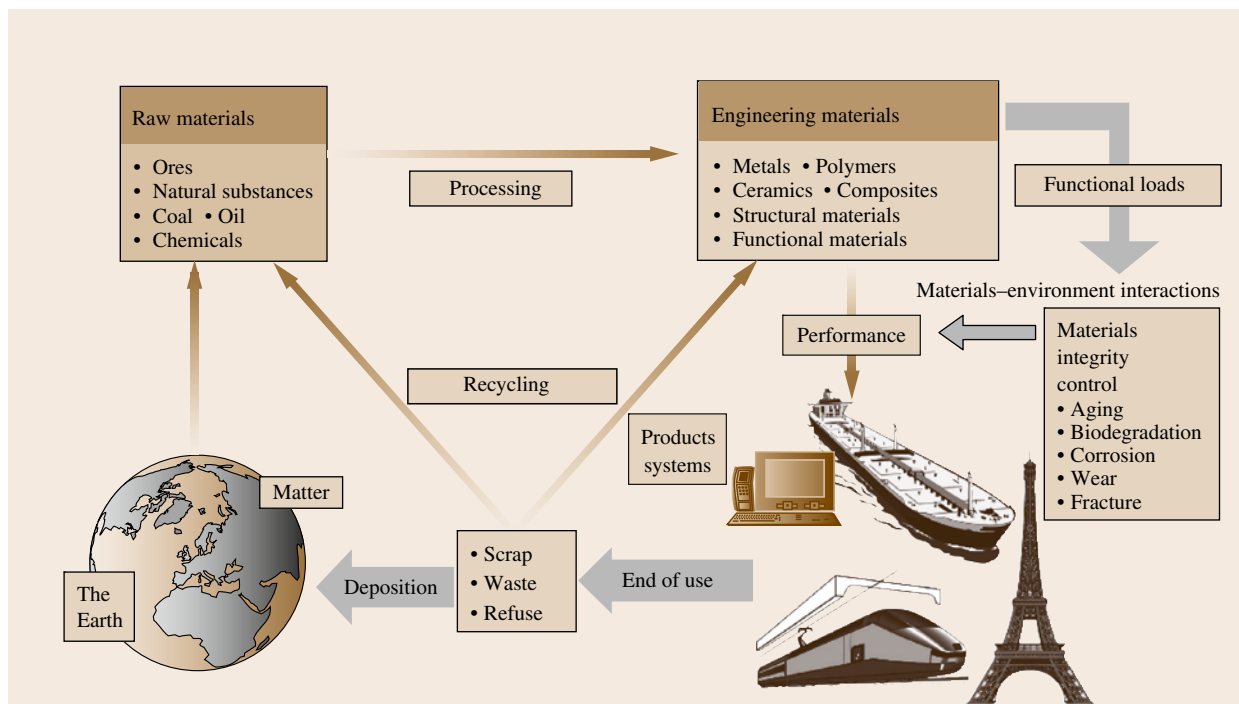 Raw materials
• Ores
• Natural substances
• Coal • Oil
• Chemicals
Processing
Engineering materials
• Metals • Polymers
• Ceramics • Composites
• Structural materials
• Functional materials
Functional loads
Materials–environment interactions
Materials
integrity
control
• Aging
• Biodegradation
• Corrosion
• Wear
• Fracture
Performance
Recycling
Products
systems
Matter
The
Earth
Deposition
• Scrap
• Waste
• Refuse
End of use